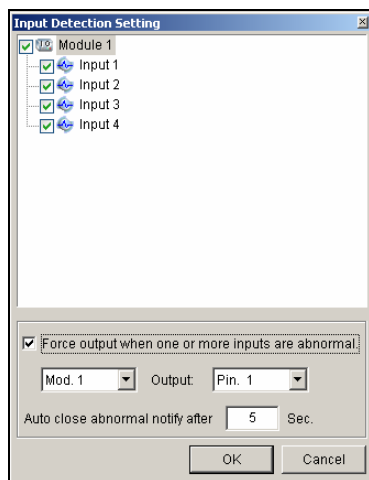 Input Detection Setting
Module 1
Input 1
Input 2
Input 3
Input 4
Force output when one or more inputs are abnormal.
Mod. 1 Output: Pin. 1
Auto close abnormal notify after 5 Sec.
OK Cancel